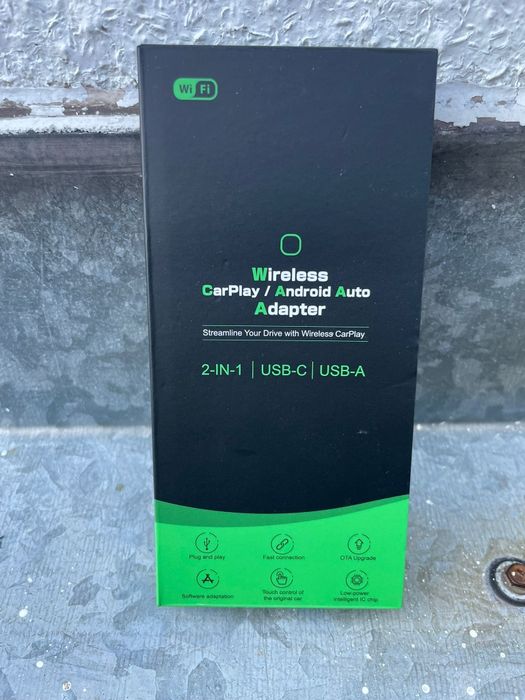 Wi Fi
Wireless
CarPlay / Android Auto
Adapter
Streamline Your Drive with Wireless CarPlay
2-IN-1 | USB-C | USB-A
Plug and play
Fast connection
OTA Upgrade
Software adaptation
Touch control of
the original car
Low-power
intelligent IC chip